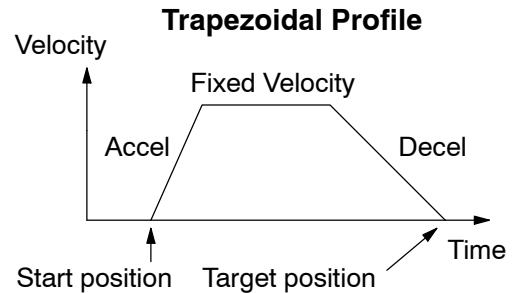 Trapezoidal Profile
Velocity
Fixed Velocity
Accel
Decel
Time
Start position
Target position